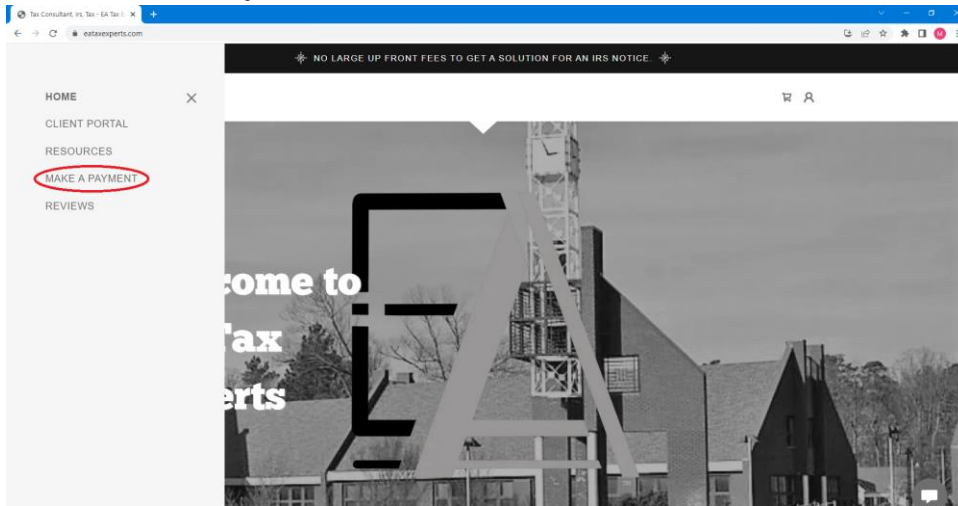 Tax Consultant, Irs, Tax - EA Tax E
eataxexperts.com
M
NO LARGE UP FRONT FEES TO GET A SOLUTION FOR AN IRS NOTICE.
HOME
CLIENT PORTAL
RESOURCES
MAKE A PAYMENT
REVIEWS
come to
Tax
erts
EA